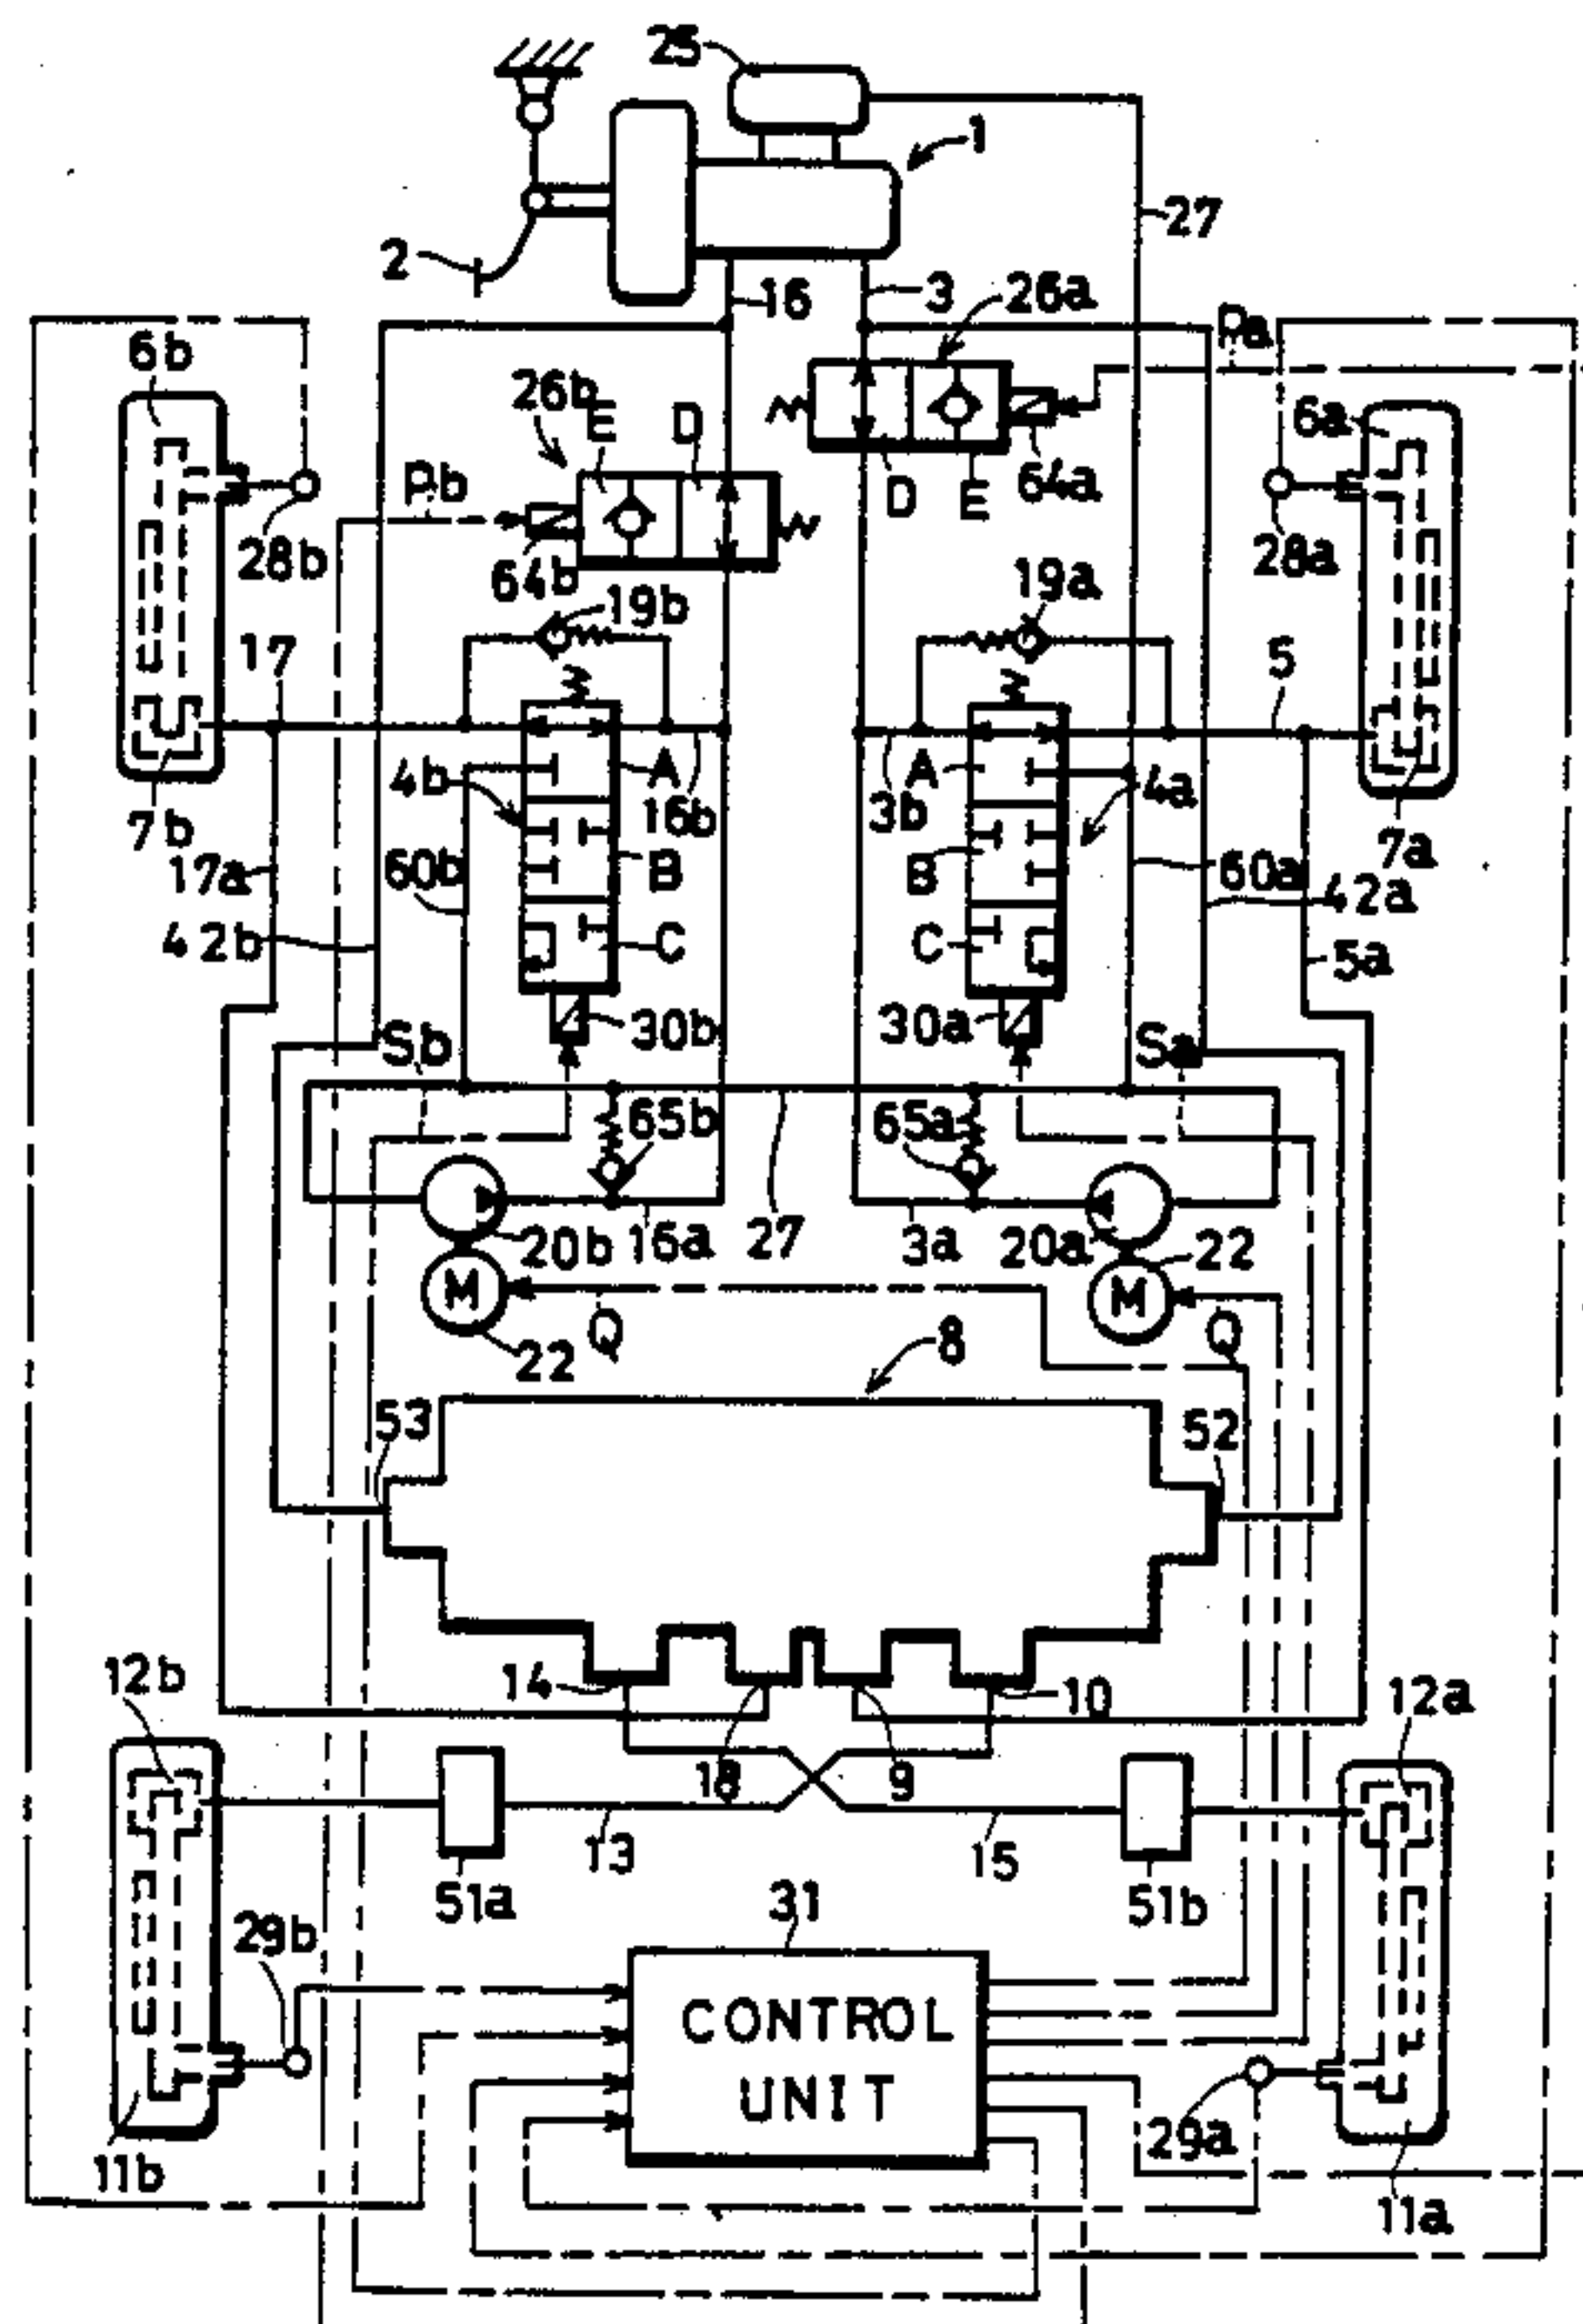 25
1
2
27
16
3
26a
Pa
6b
26b
E
D
6a
D
E
64a
Pb
28b
64b
28a
19b
19a
17
5
4b
A
16b
A
3b
4a
7b
7a
17a
60b
B
B
60a
42a
42b
C
C
5a
Sb
30b
30a
Sa
65b
65a
20b
16a
27
3a
20a
22
M
M
22
Q
Q
8
53
52
12b
14
10
12a
18
9
13
15
51a
51b
31
29b
CONTROL
UNIT
29a
11b
11a